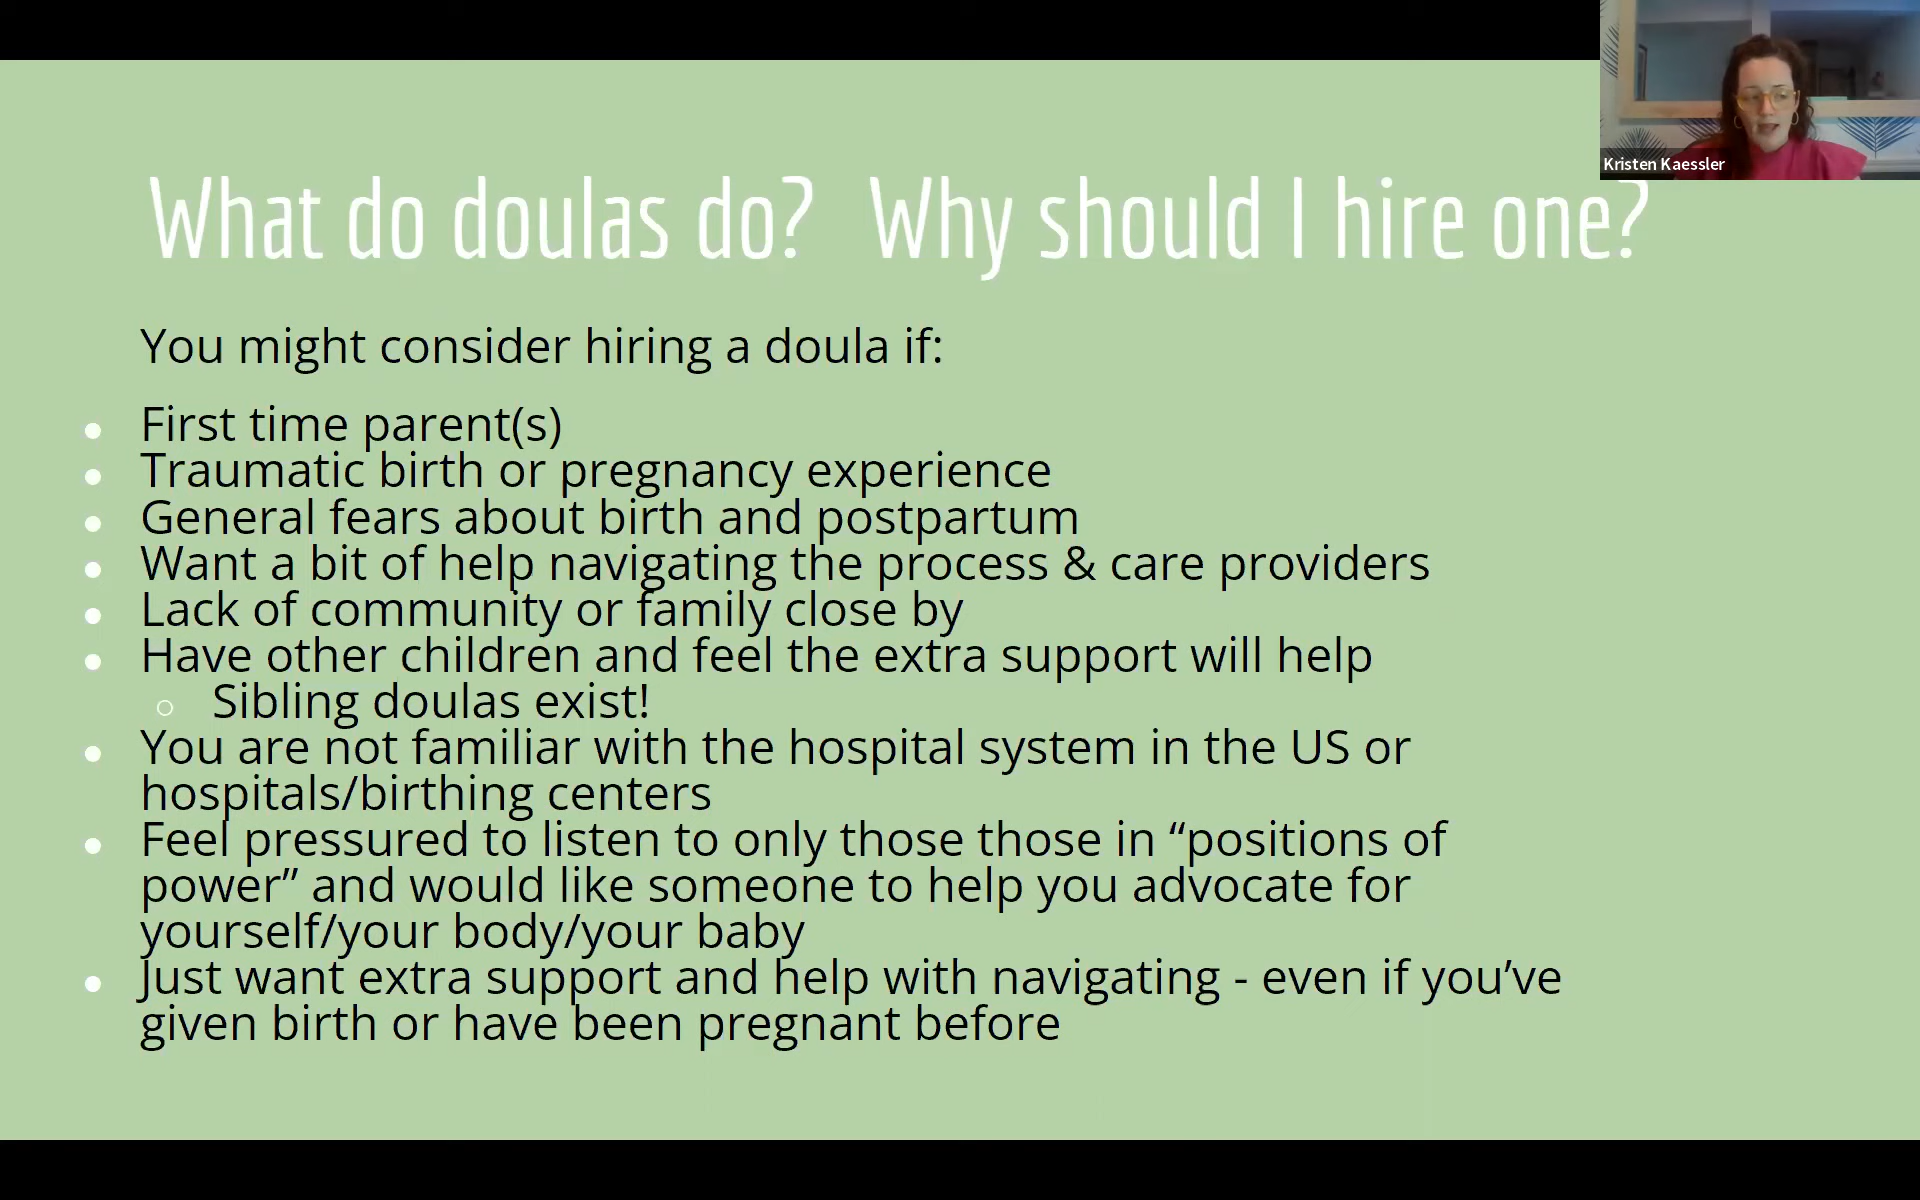 Kristen Kaessler
What do doulas do? Why should I hire one?
You might consider hiring a doula if:
First time parent(s)
Traumatic birth or pregnancy experience
General fears about birth and postpartum
Want a bit of help navigating the process & care providers
Lack of community or family close by
Have other children and feel the extra support will help
Sibling doulas exist!
You are not familiar with the hospital system in the US or
hospitals/birthing centers
Feel pressured to listen to only those those in “positions of
power” and would like someone to help you advocate for
yourself/your body/your baby
Just want extra support and help with navigating - even if you’ve
given birth or have been pregnant before